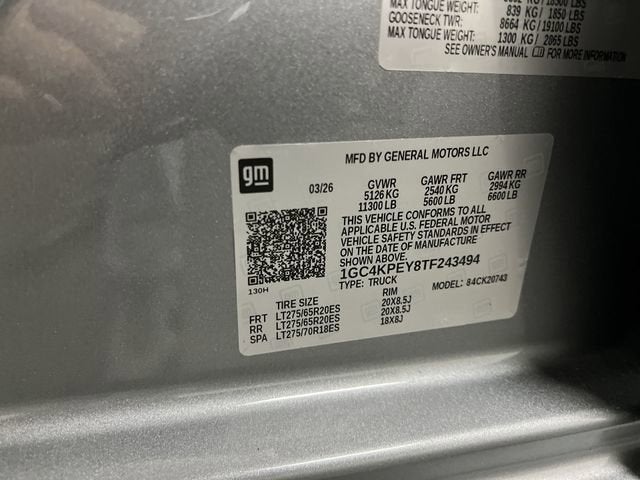 MAX TONGUE WEIGHT: 839 KG/ 1850 LBS
GOOSENECK TWR: 8664 KG/ 19100 LBS
MAX TONGUE WEIGHT: 1300 KG/ 2065 LBS
SEE OWNER'S MANUAL FOR MORE INFORMATION
gm
MFD BY GENERAL MOTORS LLC
03/26 GVWR GAWR FRT GAWR RR
5126 KG 2540 KG 2994 KG
11300 LB 5600 LB 6600 LB
THIS VEHICLE CONFORMS TO ALL
APPLICABLE U.S. FEDERAL MOTOR
VEHICLE SAFETY STANDARDS IN EFFECT
ON THE DATE OF MANUFACTURE
SHOWN ABOVE.
1GC4KPEY8TF243494
130H TYPE: TRUCK MODEL: 84CK20743
TIRE SIZE RIM
FRT LT275/65R20ES 20X8.5J
RR LT275/65R20ES 20X8.5J
SPA LT275/70R18ES 18X8J